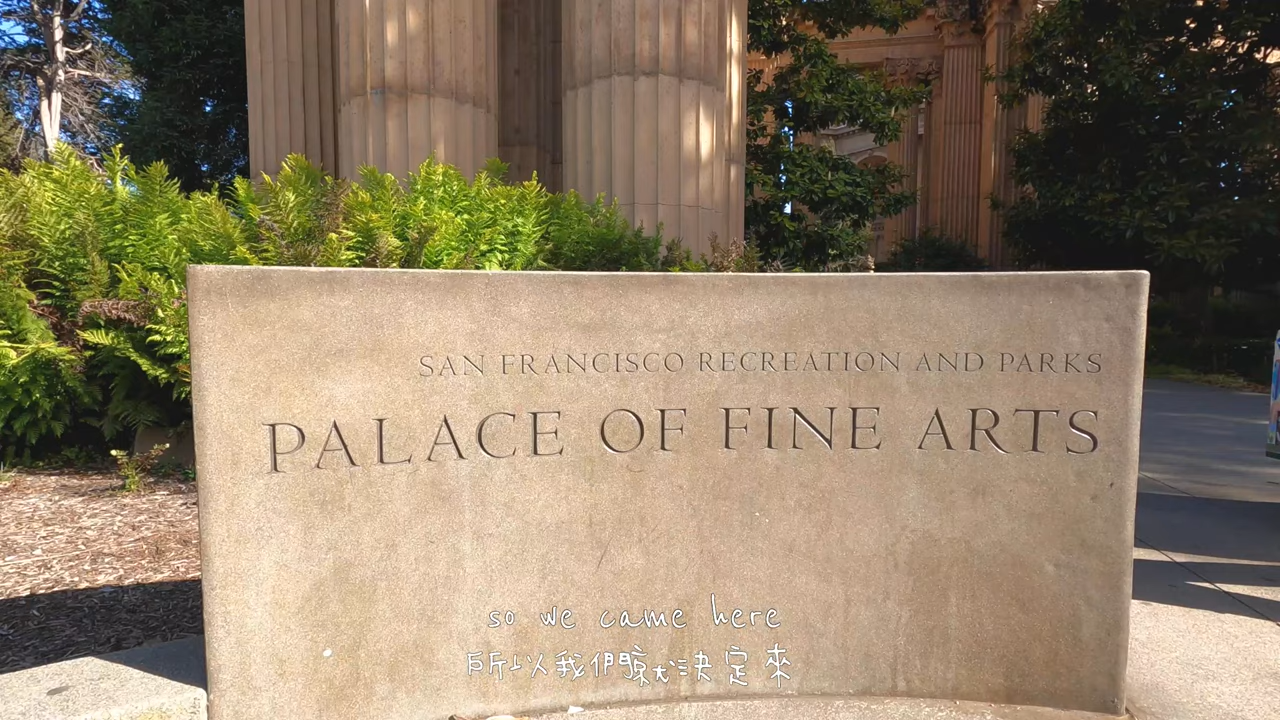 SAN FRANCISCO RECREATION AND PARKS
PALACE OF FINE ARTS
so we came here
所以我們就決定來